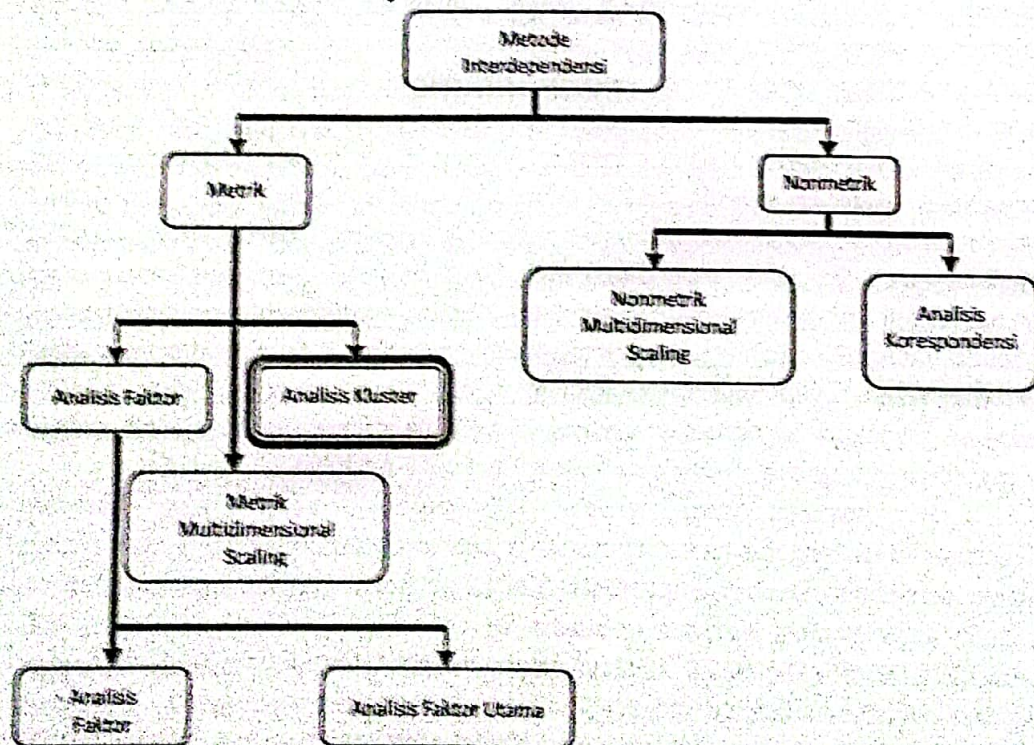 Metode
Interdependensi
Metrik
Nonmetrik
Nonmetrik
Multidimensional
Scaling
Analisis
Korespondensi
Analisis Faktor
Analisis Kluster
Metrik
Multidimensional
Scaling
Analisis
Faktor
Analisis Faktor Utama